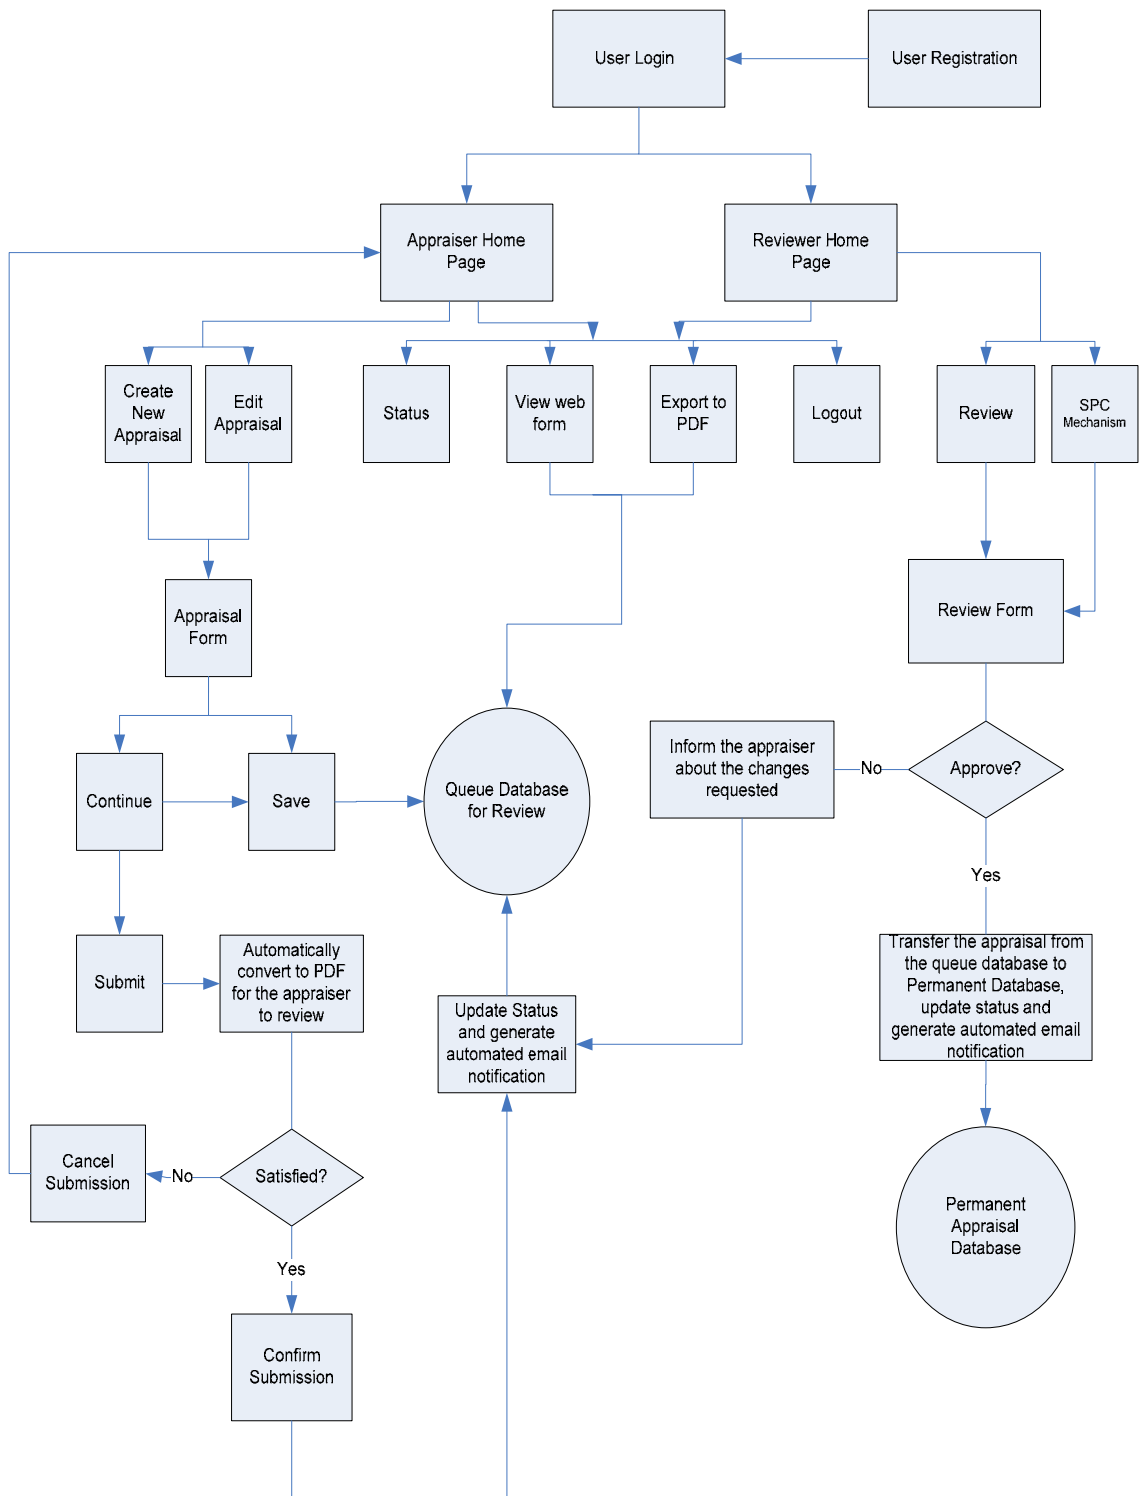 User Login
User Registration
Appraiser Home
Page
Reviewer Home
Page
Create
New
Appraisal
Edit
Appraisal
Status
View web
form
Export to
PDF
Logout
Review
SPC
Mechanism
Appraisal
Form
Review Form
Continue
Save
Queue Database
for Review
Inform the appraiser
about the changes
requested
No
Approve?
Yes
Submit
Automatically
convert to PDF
for the appraiser
to review
Update Status
and generate
automated email
notification
Transfer the appraisal from
the queue database to
Permanent Database,
update status and
generate automated email
notification
Cancel
Submission
No
Satisfied?
Yes
Permanent
Appraisal
Database
Confirm
Submission